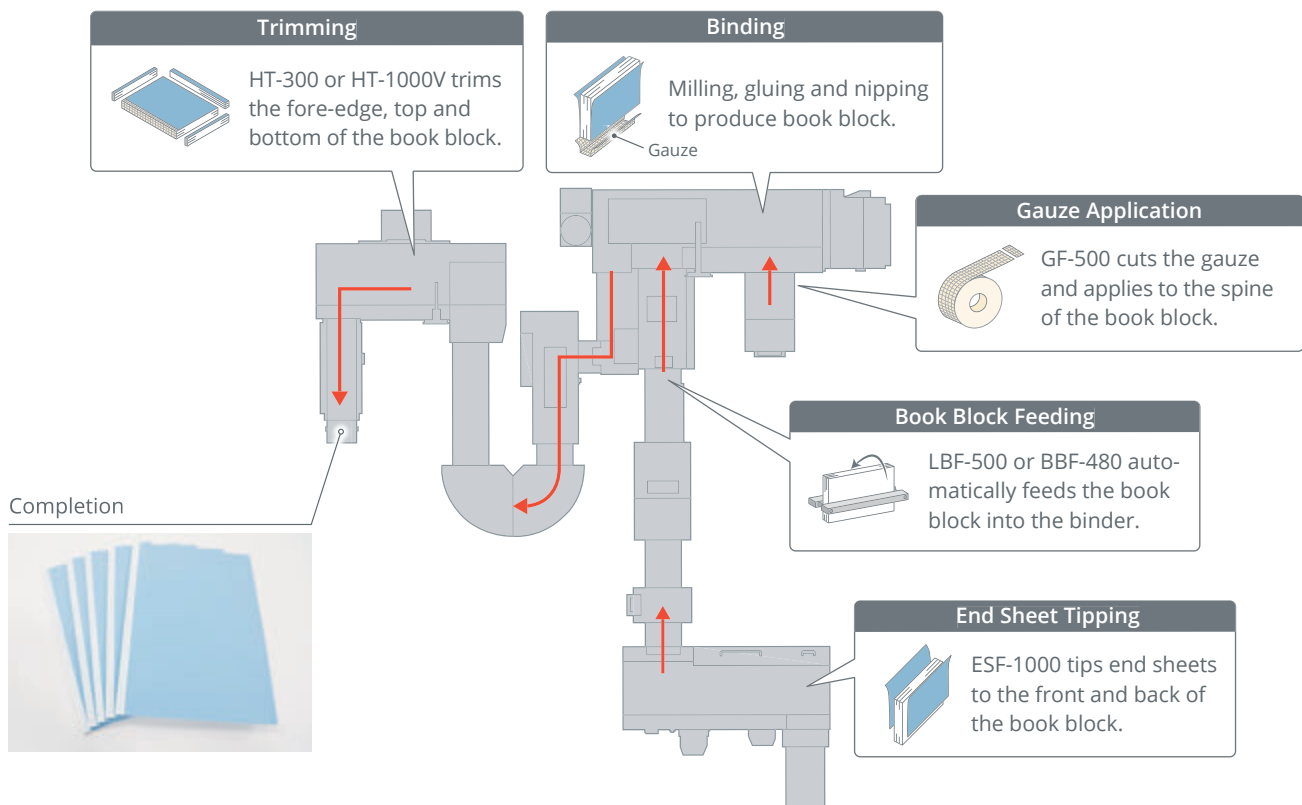 Trimming
HT-300 or HT-1000V trims
the fore-edge, top and
bottom of the book block.
Binding
Milling, gluing and nipping
to produce book block.
Gauze
Gauze Application
GF-500 cuts the gauze
and applies to the spine
of the book block.
Book Block Feeding
LBF-500 or BBF-480 auto-
matically feeds the book
block into the binder.
Completion
End Sheet Tipping
ESF-1000 tips end sheets
to the front and back of
the book block.